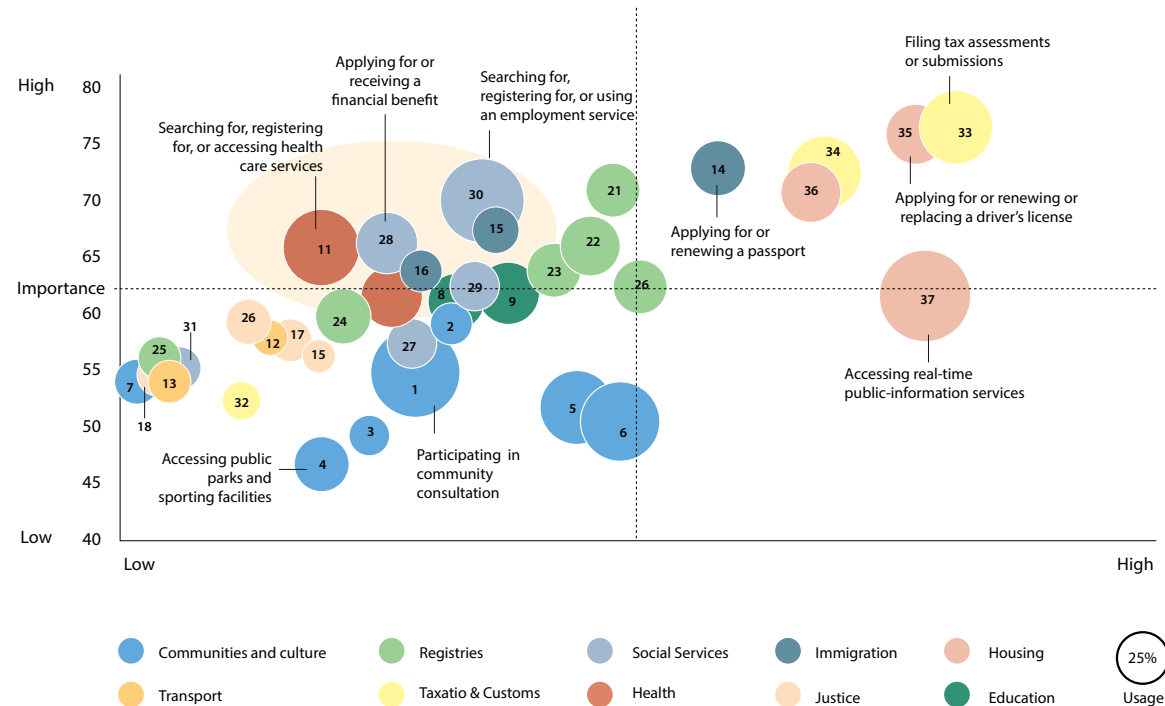 Filing tax assessments
or submissions
Applying for or
receiving a
financial benefit
Searching for,
registering for, or using
an employment service
High
80
Searching for, registering
for, or accessing health
care services
75
35
33
34
14
70
30
21
36
Applying for or renewing or
replacing a driver's license
15
Applying for or
renewing a passport
65
11
28
22
16
23
Importance
29
26
8
9
37
60
24
26
2
31
17
12
27
15
25
55
7
13
1
Accessing real-time
public-information services
32
18
5
50
3
6
Accessing public
parks and
sporting facilities
4
Participating in
community
consultation
45
Low
40
Low
High
Communities and culture
Registries
Social Services
Immigration
Housing
25%
Transport
Taxatio & Customs
Health
Justice
Education
Usage